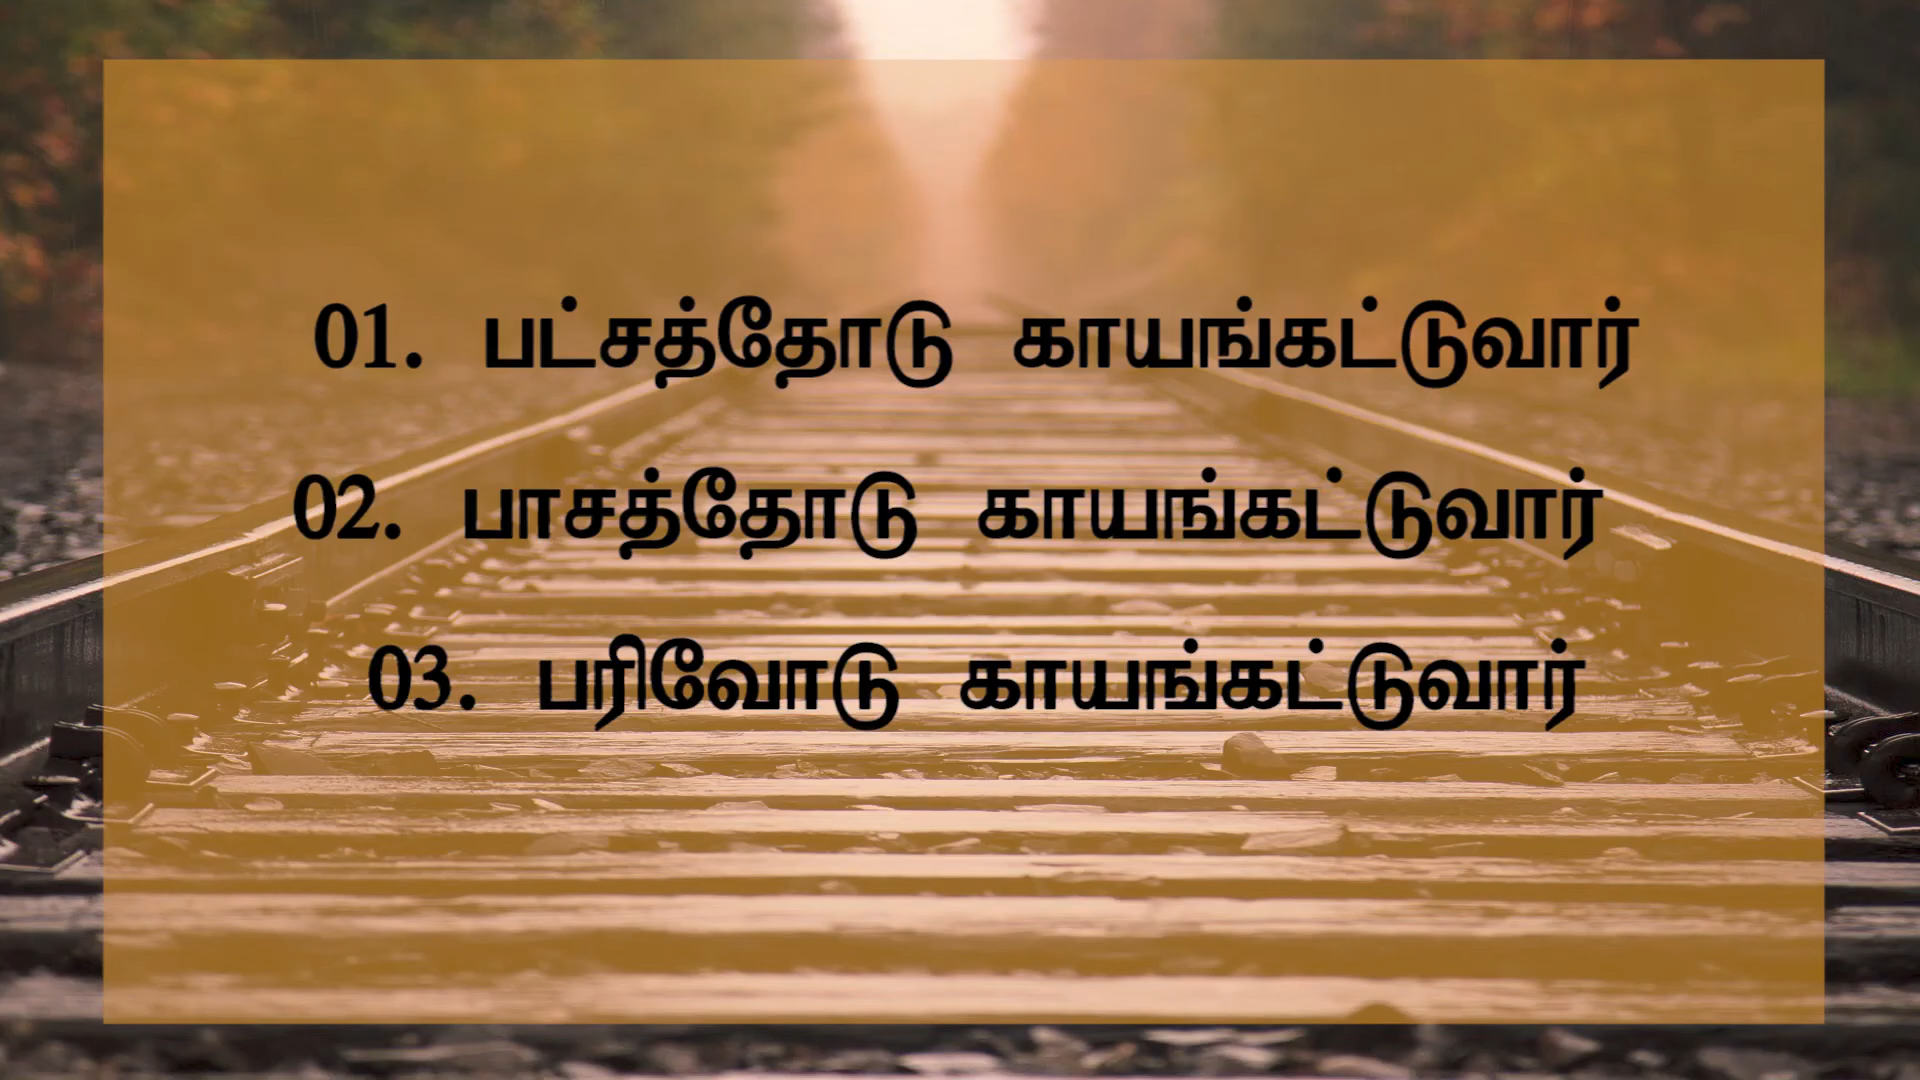 01. பட்சத்தோடு காயங்கட்டுவார்
02. பாசத்தோடு காயங்கட்டுவார்
03. பரிவோடு காயங்கட்டுவார்